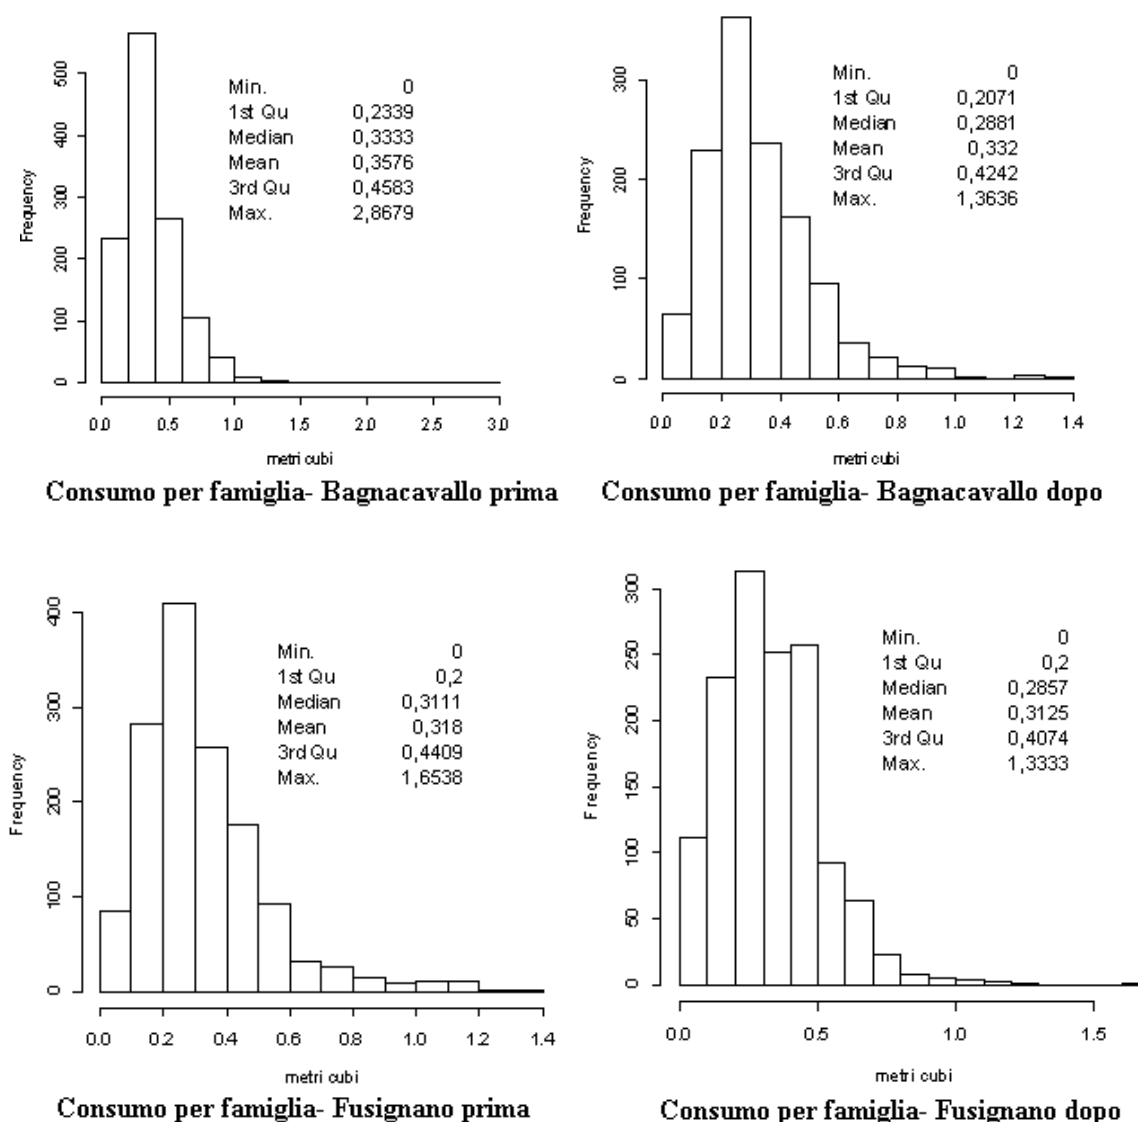 Frequency
500
400
300
200
100
0
Min. 0
1st Qu 0,2339
Median 0,3333
Mean 0,3576
3rd Qu 0,4583
Max. 2,8679
0.0 0.5 1.0 1.5 2.0 2.5 3.0
metri cubi
Consumo per famiglia- Bagnacavallo prima
Frequency
300
200
100
0
Min. 0
1st Qu 0,2071
Median 0,2881
Mean 0,332
3rd Qu 0,4242
Max. 1,3636
0.0 0.2 0.4 0.6 0.8 1.0 1.2 1.4
metri cubi
Consumo per famiglia- Bagnacavallo dopo
Frequency
400
300
200
100
0
Min. 0
1st Qu 0,2
Median 0,3111
Mean 0,318
3rd Qu 0,4409
Max. 1,6538
0.0 0.2 0.4 0.6 0.8 1.0 1.2 1.4
metri cubi
Consumo per famiglia- Fusignano prima
Frequency
300
250
200
150
100
50
0
Min. 0
1st Qu 0,2
Median 0,2857
Mean 0,3125
3rd Qu 0,4074
Max. 1,3333
0.0 0.5 1.0 1.5
metri cubi
Consumo per famiglia- Fusignano dopo